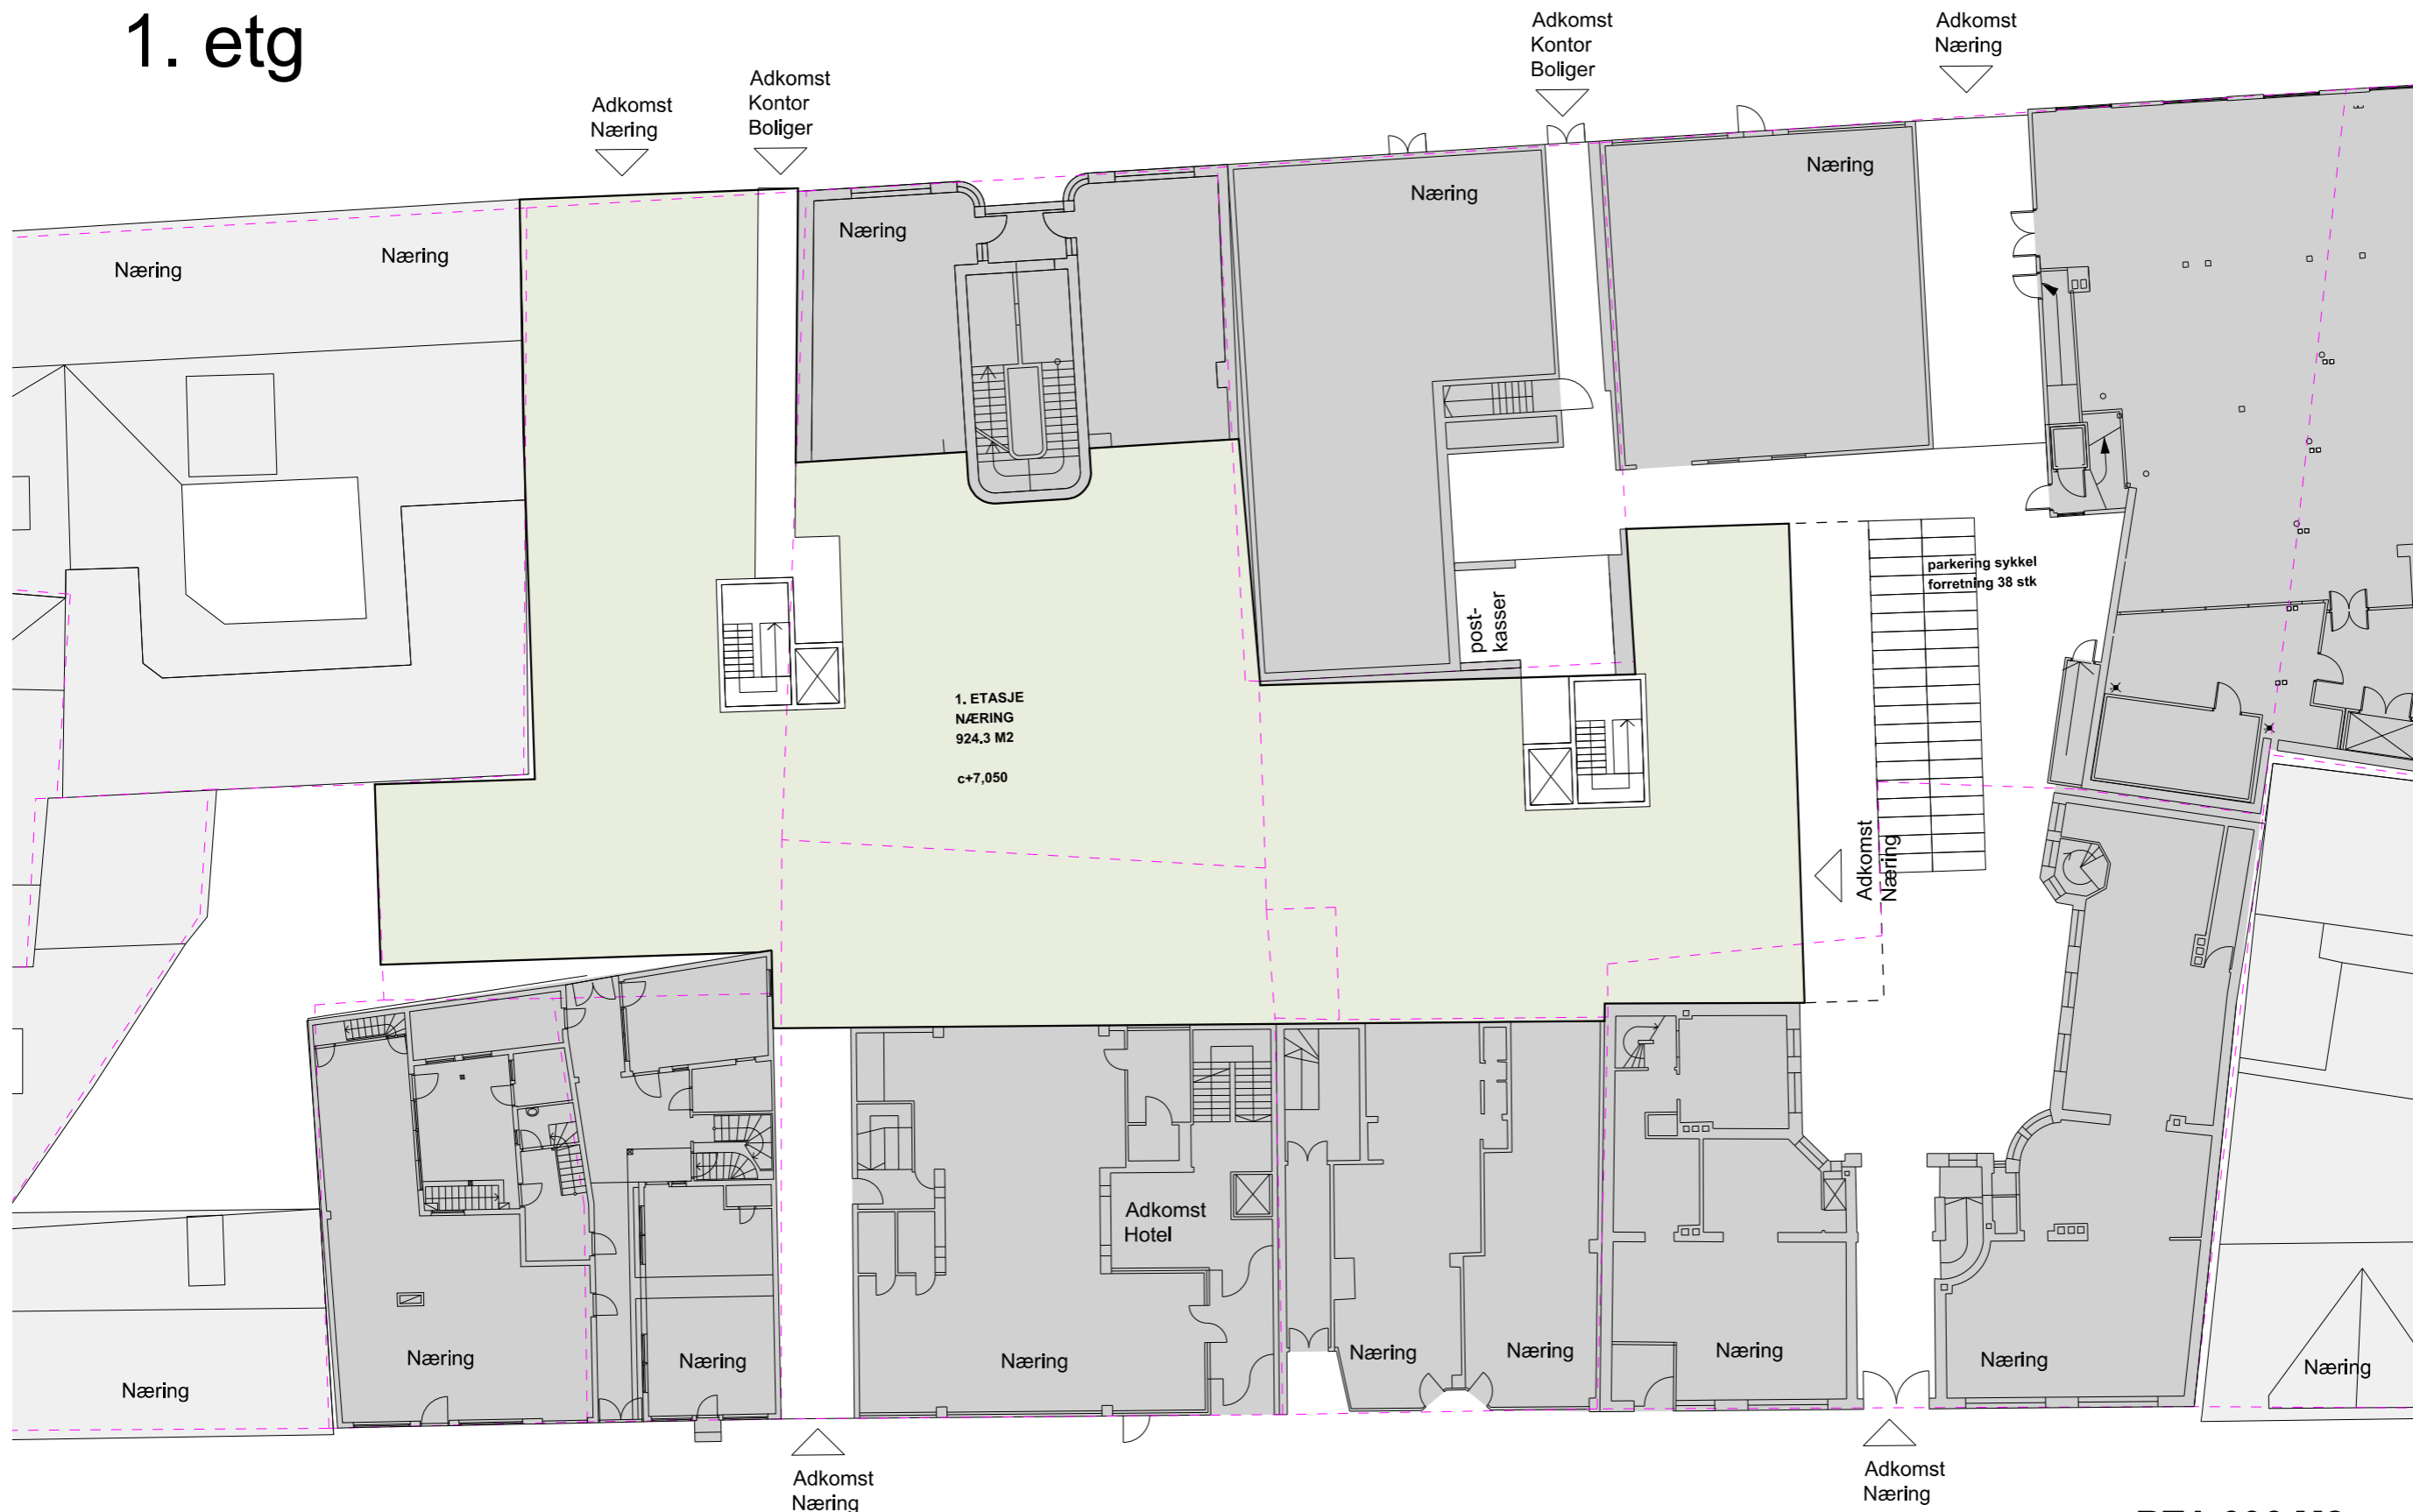 1. etg
Adkomst
Næring
Adkomst
Kontor
Boliger
Adkomst
Kontor
Boliger
Adkomst
Næring
Næring
Næring
Næring
Næring
Næring
parkering sykkel
forretning 38 stk
post-
kasser
1. ETASJE
NÆRING
924,3 M2
c+7,050
Adkomst
Næring
Adkomst
Hotel
Næring
Næring
Næring
Næring
Næring
Næring
Næring
Næring
Næring
Adkomst
Næring
Adkomst
Næring